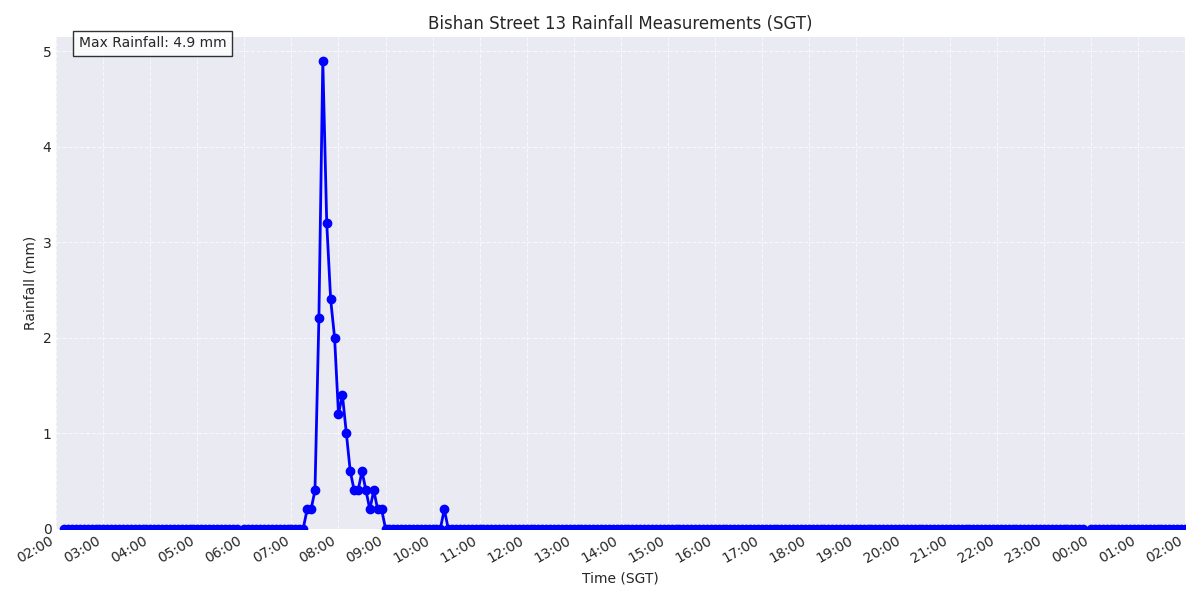 Bishan Street 13 Rainfall Measurements (SGT)
Max Rainfall: 4.9 mm
5
4
3
2
1
0
Rainfall (mm)
02:00 03:00 04:00 05:00 06:00 07:00 08:00 09:00 10:00 11:00 12:00 13:00 14:00 15:00 16:00 17:00 18:00 19:00 20:00 21:00 22:00 23:00 00:00 01:00 02:00
Time (SGT)